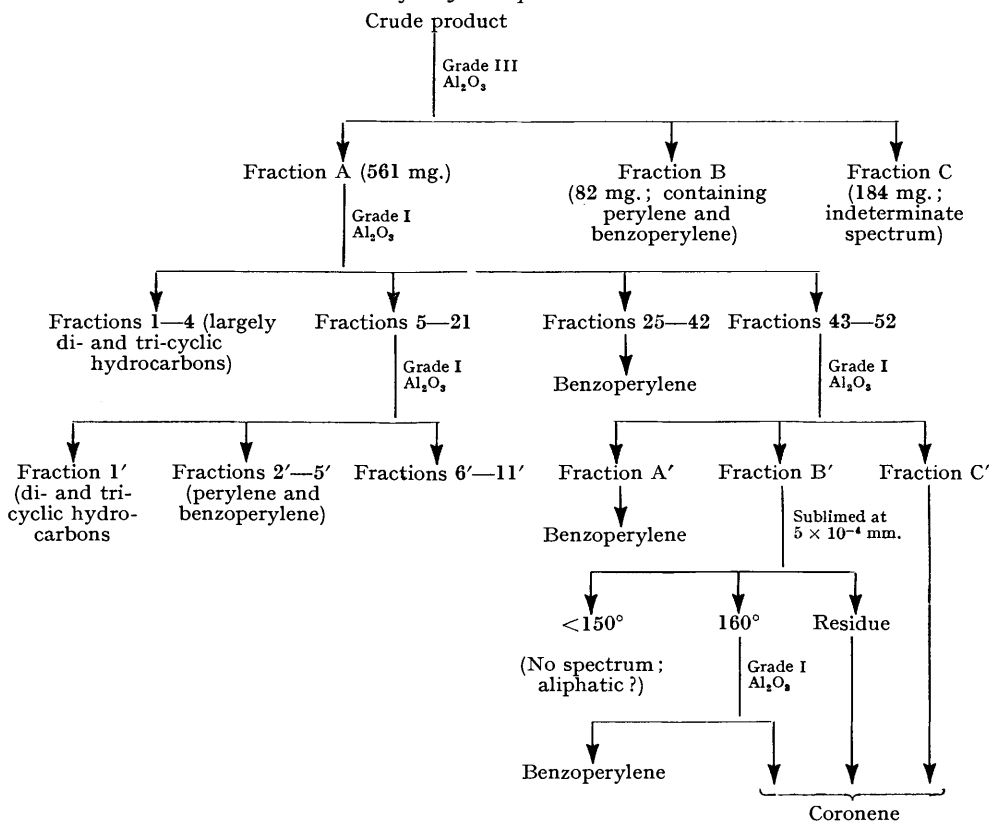 Crude product
Grade III
Al₂O₃
Fraction A (561 mg.)
Fraction B
(82 mg.; containing
perylene and
benzoperylene)
Fraction C
(184 mg.;
indeterminate
spectrum)
Grade I
Al₂O₃
Fractions 1—4 (largely
di- and tri-cyclic
hydrocarbons)
Fractions 5—21
Fractions 25—42
Fractions 43—52
Grade I
Al₂O₃
Benzoperylene
Grade I
Al₂O₃
Fraction 1′
(di- and tri-
cyclic hydro-
carbons
Fractions 2′—5′
(perylene and
benzoperylene)
Fractions 6′—11′
Fraction A′
Fraction B′
Fraction C′
Benzoperylene
Sublimed at
5 × 10⁻⁴ mm.
<150°
160°
Residue
(No spectrum;
aliphatic?)
Grade I
Al₂O₃
Benzoperylene
Coronene